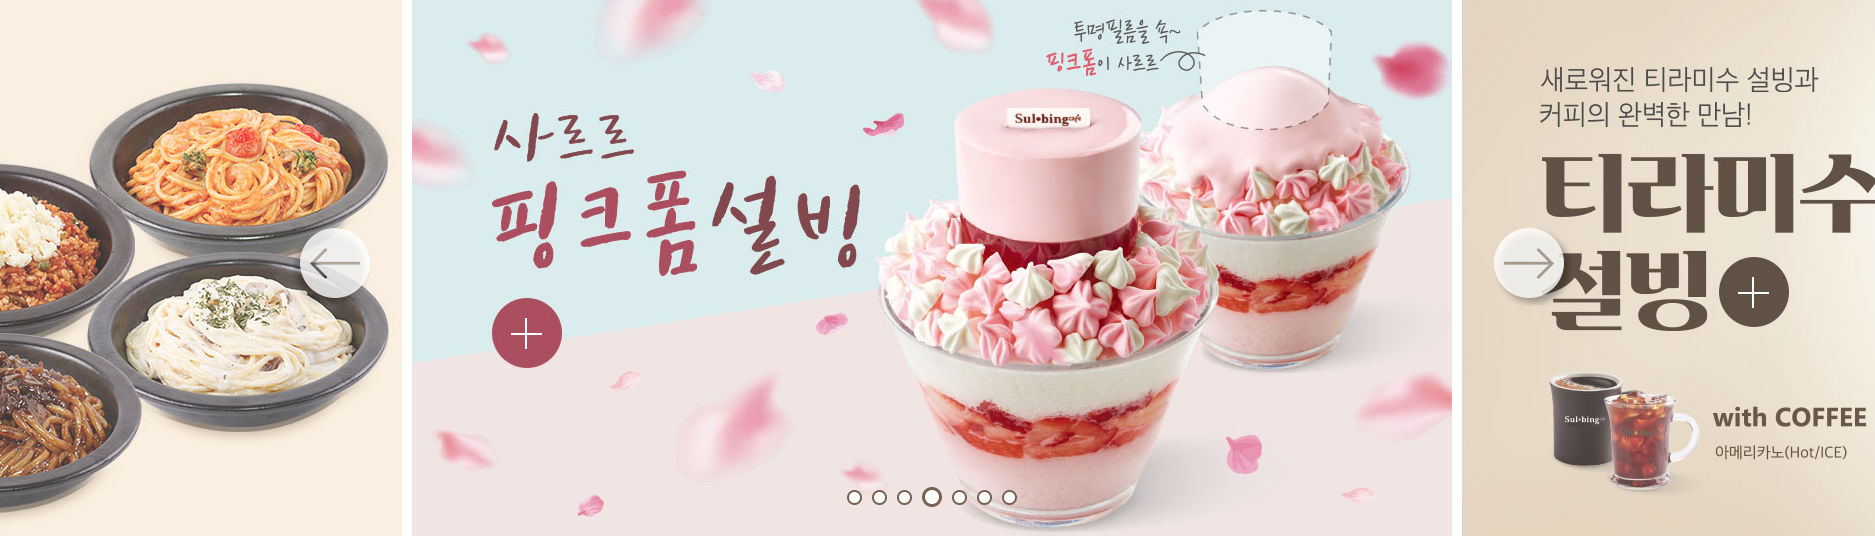 투명필름을 쏙~
핑크폼이 사르르
사르르
핑크폼설빙
Sul•bing cafe
새로워진 티라미수 설빙과
커피의 완벽한 만남!
티라미수
설빙
Sul•bing
with COFFEE
아메리카노(Hot/ICE)